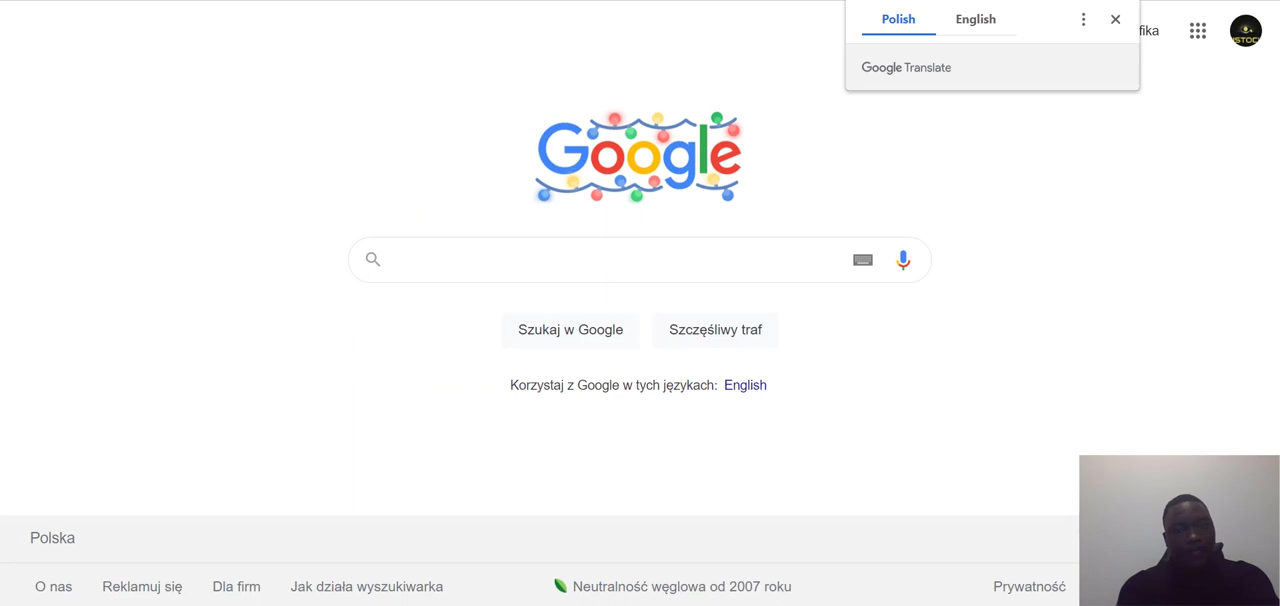 Polish English
fika
Google Translate
Google
Szukaj w Google Szczęśliwy traf
Korzystaj z Google w tych językach: English
Polska
O nas Reklamuj się Dla firm Jak działa wyszukiwarka Neutralność węglowa od 2007 roku Prywatność